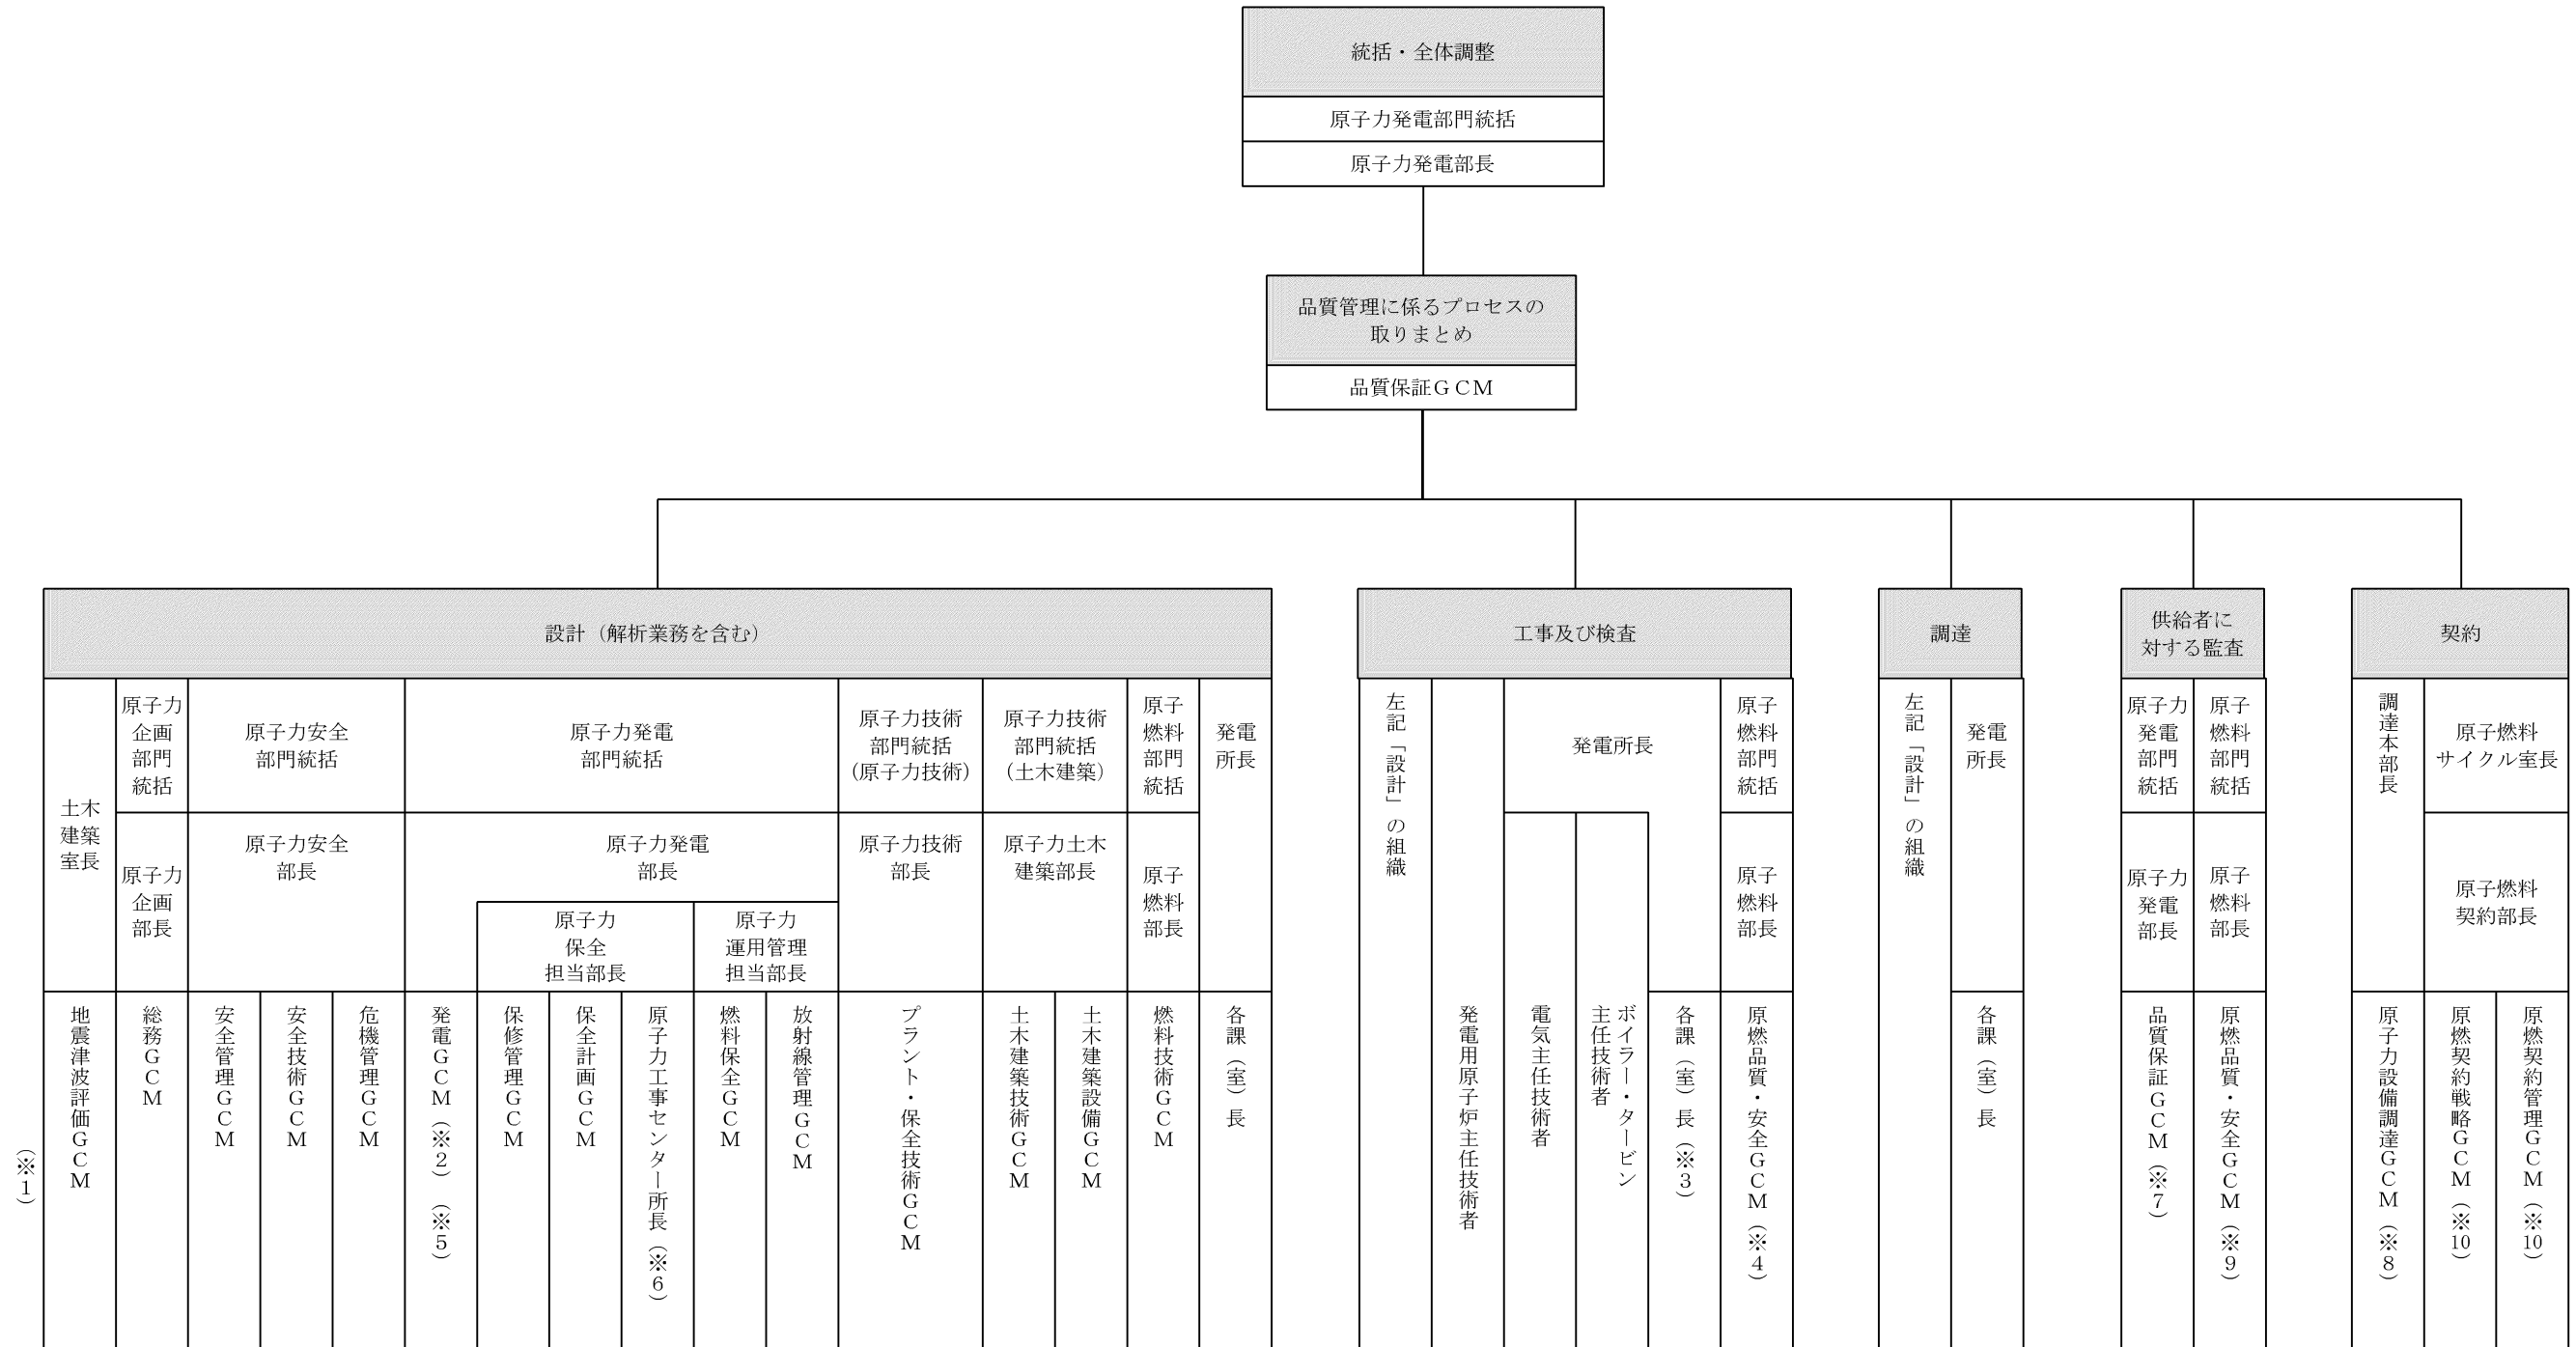 統括・全体調整
原子力発電部門統括
原子力発電部長
品質管理に係るプロセスの
取りまとめ
品質保証ＧＣＭ
設計（解析業務を含む）
土木
建築
室長
原子力
企画
部門
統括
原子力安全
部門統括
原子力発電
部門統括
原子力技術
部門統括
（原子力技術）
原子力技術
部門統括
（土木建築）
原子
燃料
部門
統括
発電
所長
原子力
企画
部長
原子力安全
部長
原子力発電
部長
原子力
保全
担当部長
原子力
運用管理
担当部長
原子力技術
部長
原子力土木
建築部長
原子
燃料
部長
（※１）
地震津波評価ＧＣＭ
総務ＧＣＭ
安全管理ＧＣＭ
安全技術ＧＣＭ
危機管理ＧＣＭ
発電ＧＣＭ（※２）（※５）
保修管理ＧＣＭ
保全計画ＧＣＭ
原子力工事センター所長（※６）
燃料保全ＧＣＭ
放射線管理ＧＣＭ
プラント・保全技術ＧＣＭ
土木建築技術ＧＣＭ
土木建築設備ＧＣＭ
燃料技術ＧＣＭ
各課（室）長
工事及び検査
左記「設計」の組織
発電用原子炉主任技術者
発電所長
電気主任技術者
ボイラー・タービン
主任技術者
各課（室）長（※３）
原子
燃料
部門
統括
原子
燃料
部長
原燃品質・安全ＧＣＭ（※４）
調達
左記「設計」の組織
発電
所長
各課（室）長
供給者に
対する監査
原子力
発電
部門
統括
原子
燃料
部門
統括
原子力
発電
部長
原子
燃料
部長
品質保証ＧＣＭ（※７）
原燃品質・安全ＧＣＭ（※９）
契約
調達本部長
原子燃料
サイクル室長
原子燃料
契約部長
原子力設備調達ＧＣＭ（※８）
原燃契約戦略ＧＣＭ（※10）
原燃契約管理ＧＣＭ（※10）